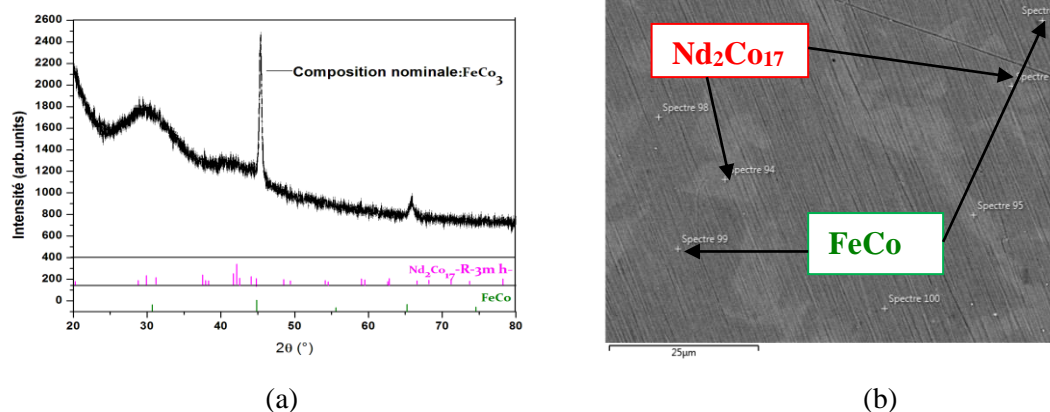 2600
2400
2200
2000
1800
1600
1400
1200
1000
800
600
400
200
0
Intensité (arb.units)
Composition nominale:FeCo₃
Nd₂Co₁₇-R-3m h-
FeCo
20 30 40 50 60 70 80
2θ (°)
(a)
Spectre
Nd₂Co₁₇
Spectre
Spectre 98
Spectre 94
Spectre 95
FeCo
Spectre 99
Spectre 100
25µm
(b)